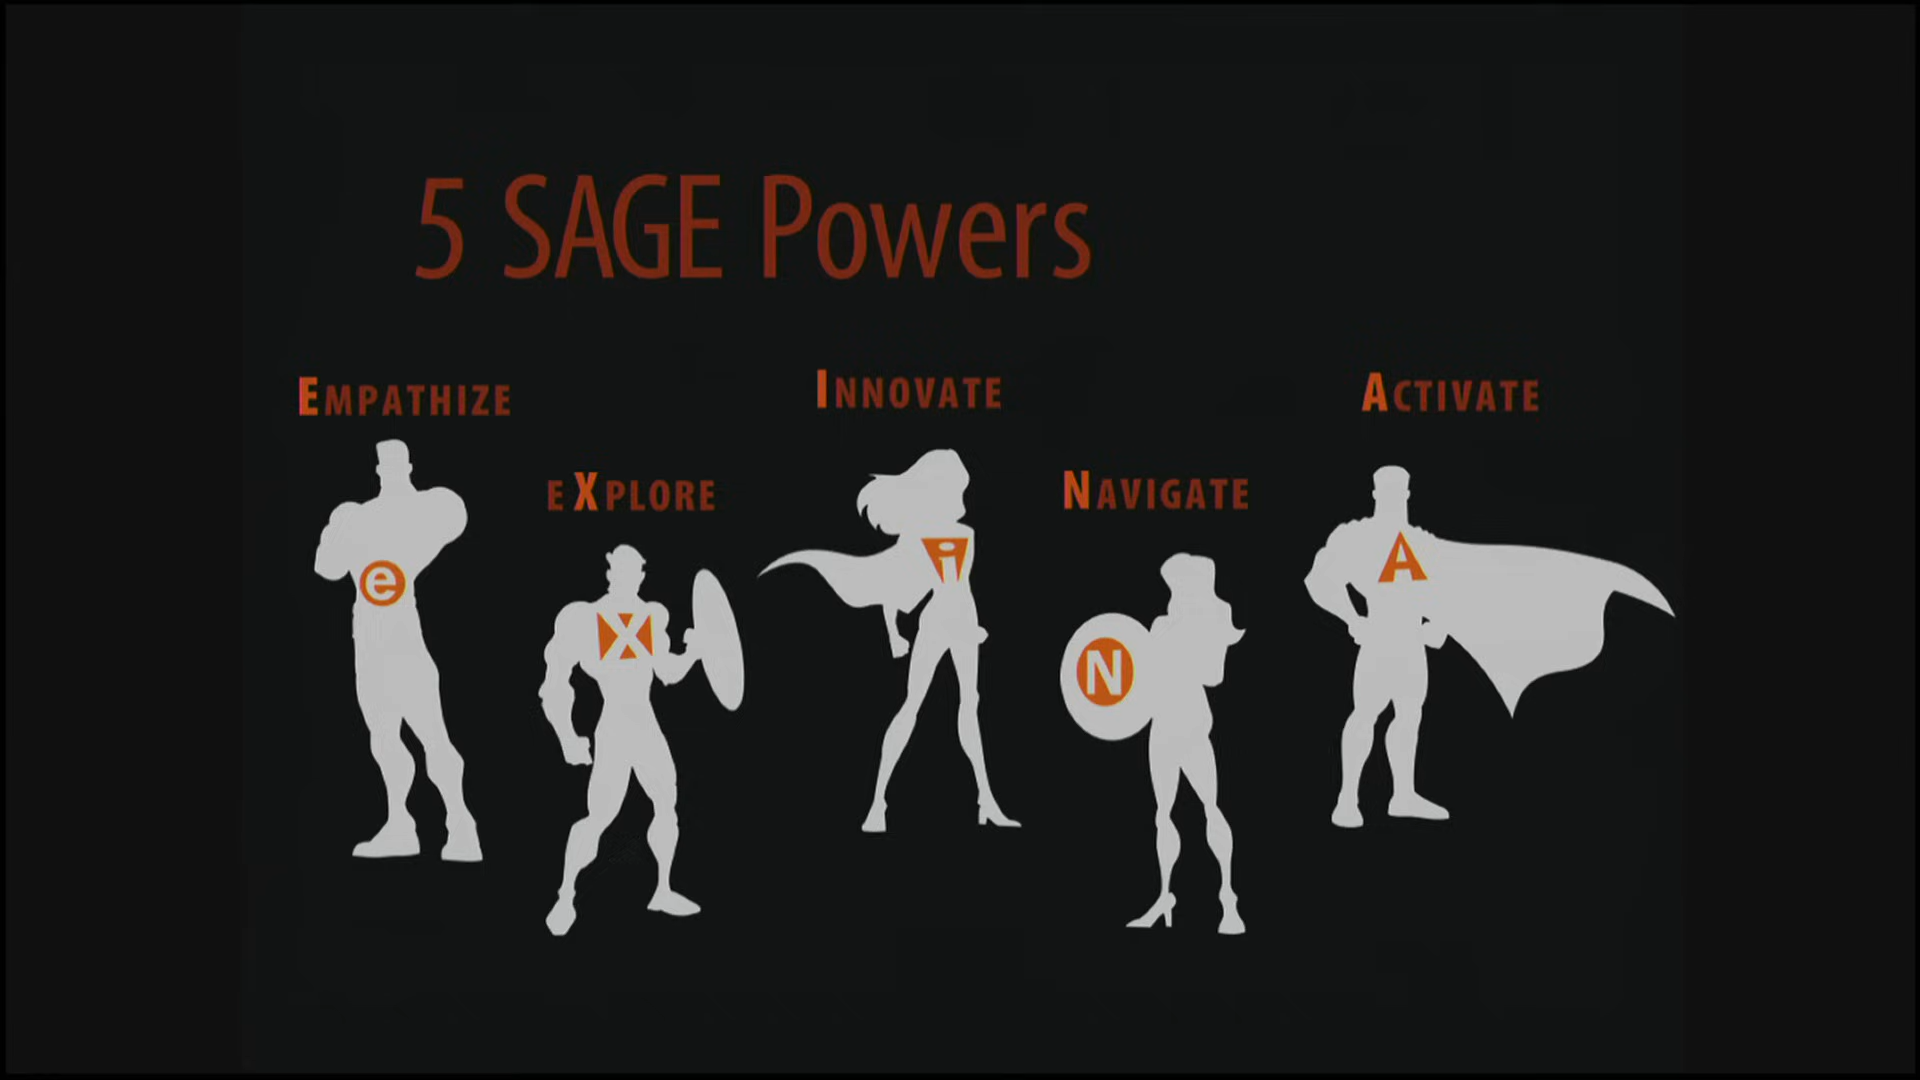 5 SAGE Powers
EMPATHIZE
eXPLORE
INNOVATE
NAVIGATE
ACTIVATE
e
X
i
N
A